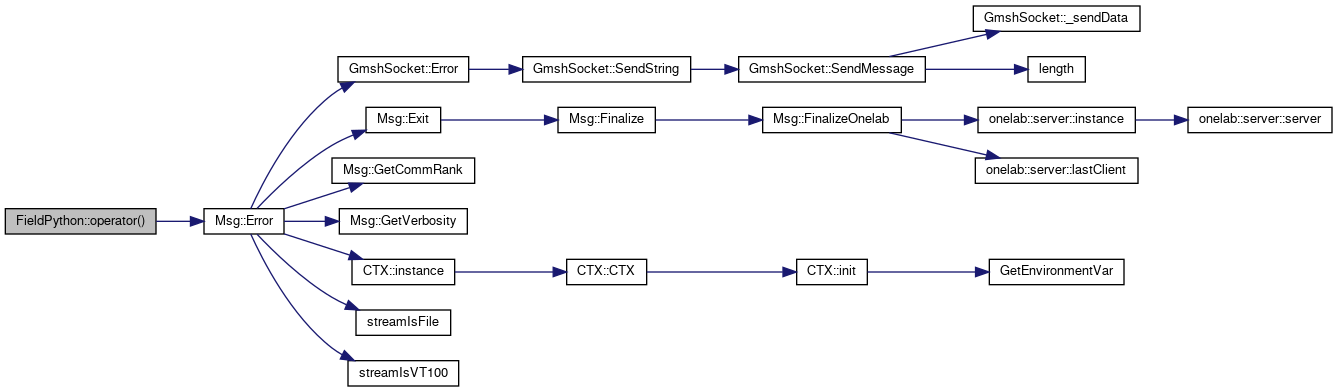 GmshSocket::_sendData
GmshSocket::Error
GmshSocket::SendString
GmshSocket::SendMessage
length
Msg::Exit
Msg::Finalize
Msg::FinalizeOnelab
onelab::server::instance
onelab::server::server
Msg::GetCommRank
onelab::server::lastClient
FieldPython::operator()
Msg::Error
Msg::GetVerbosity
CTX::instance
CTX::CTX
CTX::init
GetEnvironmentVar
streamIsFile
streamIsVT100